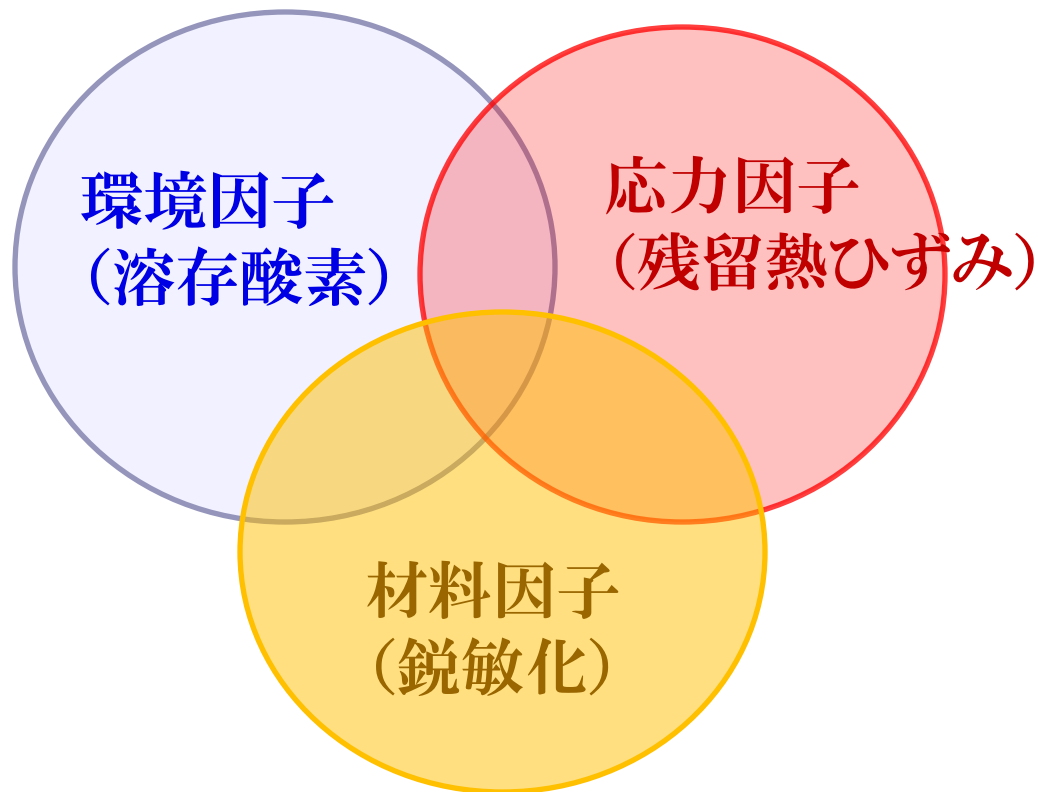 環境因子
（溶存酸素）
応力因子
（残留熱ひずみ）
材料因子
（鋭敏化）